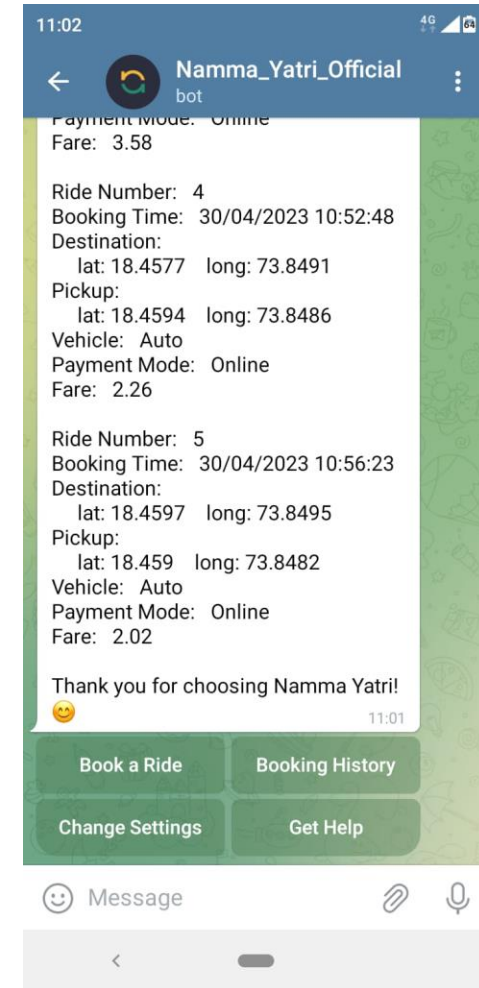 11:02
4G
64
Namma_Yatri_Official
bot
Payment Mode: Online
Fare: 3.58
Ride Number: 4
Booking Time: 30/04/2023 10:52:48
Destination:
lat: 18.4577 long: 73.8491
Pickup:
lat: 18.4594 long: 73.8486
Vehicle: Auto
Payment Mode: Online
Fare: 2.26
Ride Number: 5
Booking Time: 30/04/2023 10:56:23
Destination:
lat: 18.4597 long: 73.8495
Pickup:
lat: 18.459 long: 73.8482
Vehicle: Auto
Payment Mode: Online
Fare: 2.02
Thank you for choosing Namma Yatri!
😊
11:01
Book a Ride
Booking History
Change Settings
Get Help
Message